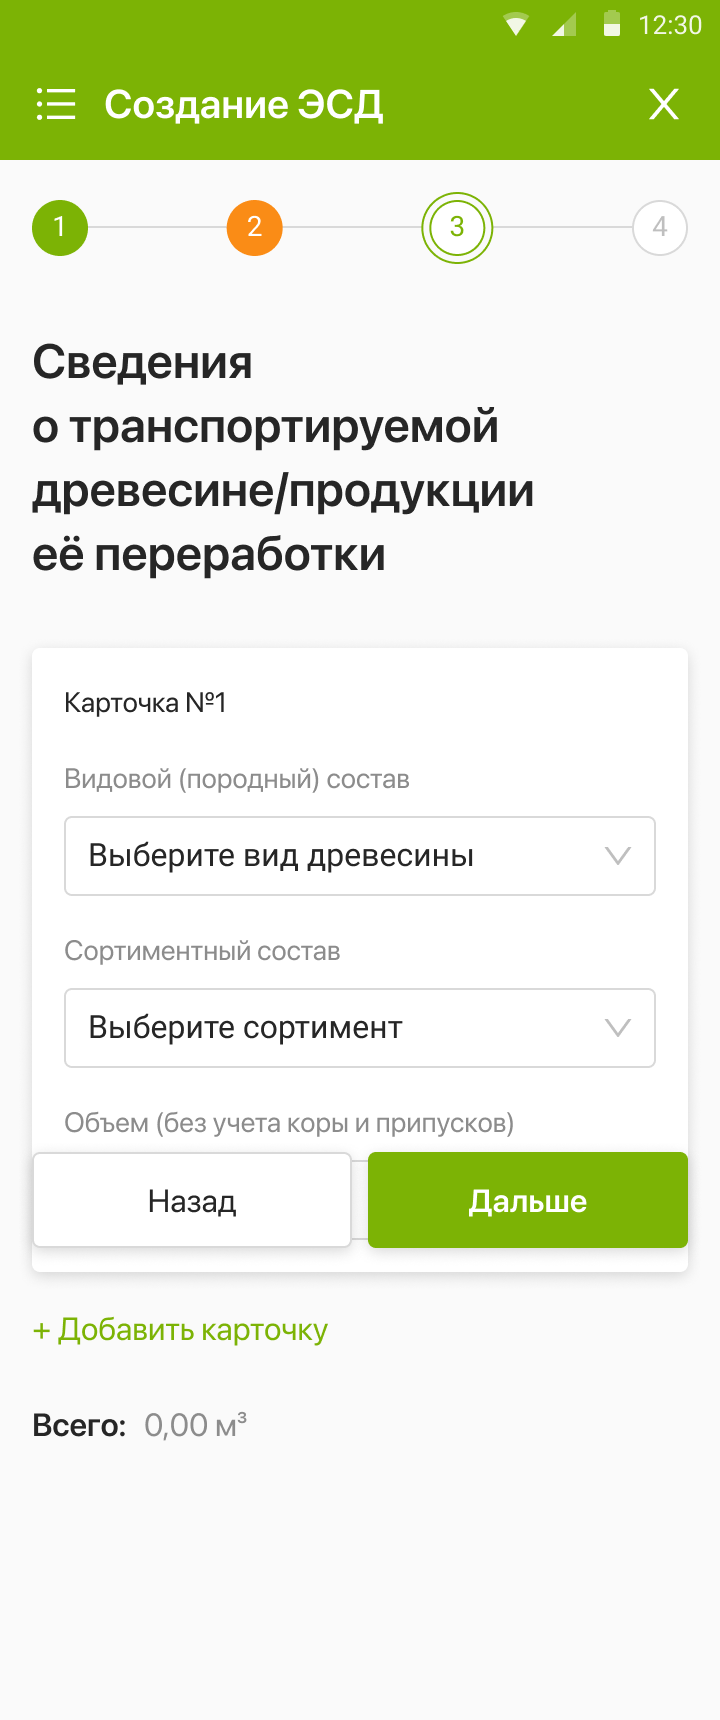 12:30
Создание ЭСД
1
2
3
4
Сведения
о транспортируемой
древесине/продукции
её переработки
Карточка №1
Видовой (породный) состав
Выберите вид древесины
Сортиментный состав
Выберите сортимент
Объем (без учета коры и припусков)
Назад
Дальше
+ Добавить карточку
Всего: 0,00 м³